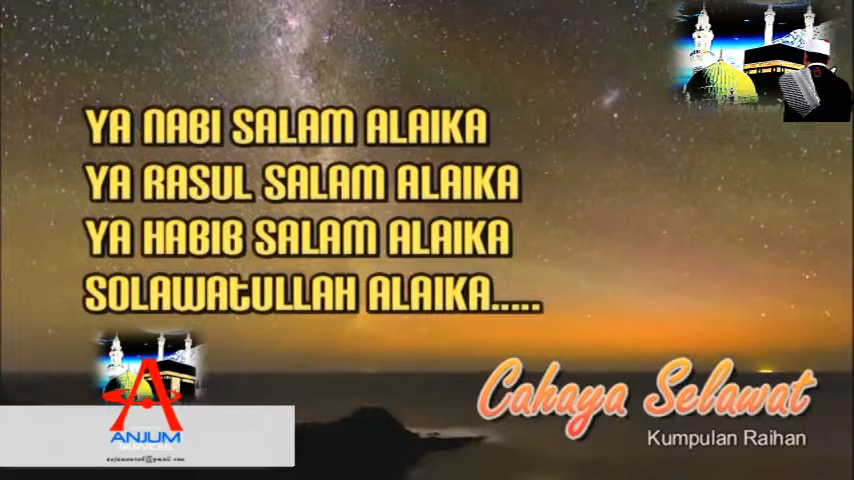 YA NABI SALAM ALAIKA
YA RASUL SALAM ALAIKA
YA HABIB SALAM ALAIKA
SOLAWATULLAH ALAIKA.....
Cahaya Selawat
Kumpulan Raihan
ANJUM